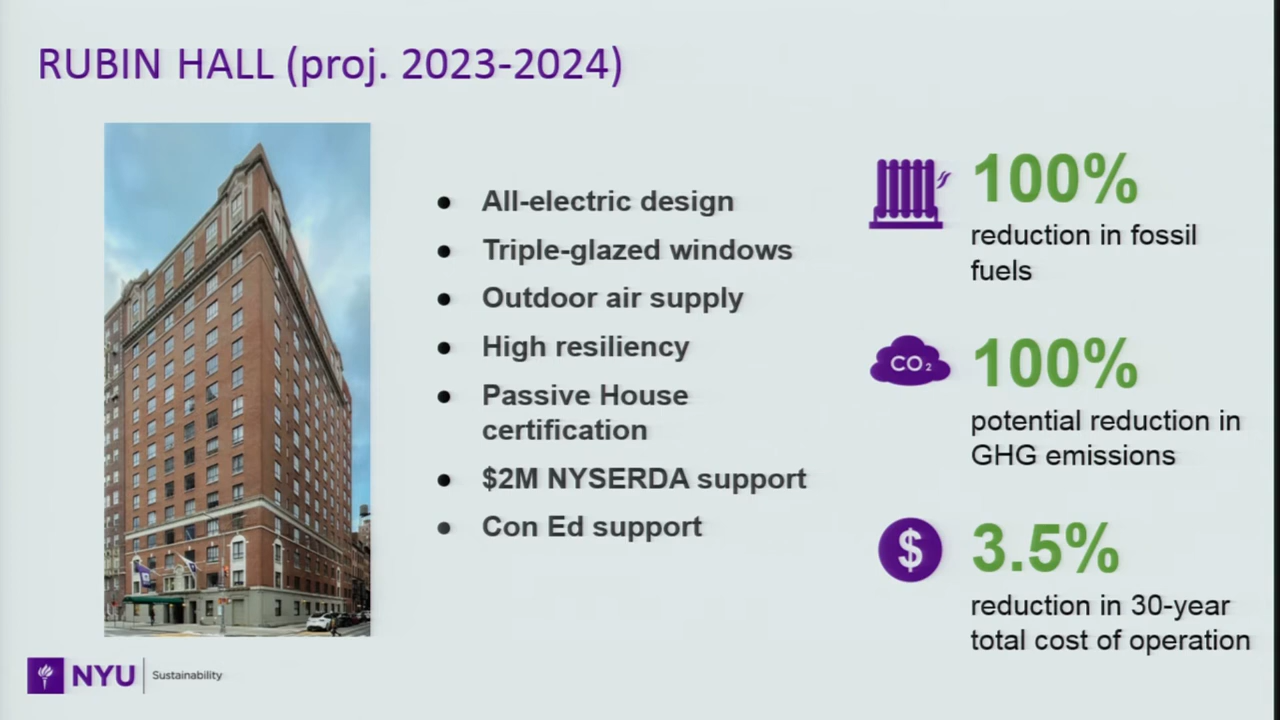 RUBIN HALL (proj. 2023-2024)
All-electric design
Triple-glazed windows
Outdoor air supply
High resiliency
Passive House
certification
$2M NYSERDA support
Con Ed support
100%
reduction in fossil
fuels
CO₂
100%
potential reduction in
GHG emissions
$
3.5%
reduction in 30-year
total cost of operation
NYU Sustainability